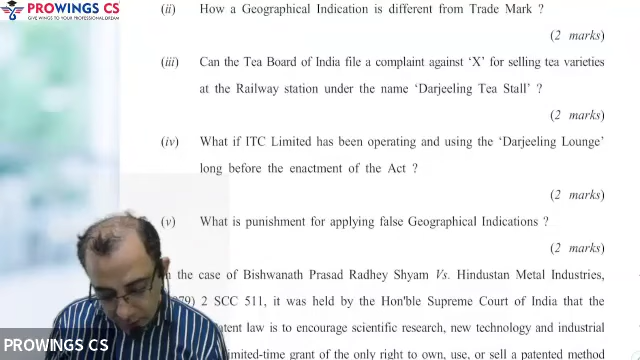 PROWINGS CS
GIVE WINGS TO YOUR PROFESSIONAL DREAM
(ii) How a Geographical Indication is different from Trade Mark ?
(2 marks)
(iii) Can the Tea Board of India file a complaint against 'X' for selling tea varieties
at the Railway station under the name 'Darjeeling Tea Stall' ?
(2 marks)
(iv) What if ITC Limited has been operating and using the 'Darjeeling Lounge'
long before the enactment of the Act ?
(2 marks)
(v) What is punishment for applying false Geographical Indications ?
(2 marks)
the case of Bishwanath Prasad Radhey Shyam Vs. Hindustan Metal Industries,
2 SCC 511, it was held by the Hon'ble Supreme Court of India that the
law is to encourage scientific research, new technology and industrial
limited-time grant of the only right to own, use, or sell a patented method
PROWINGS CS